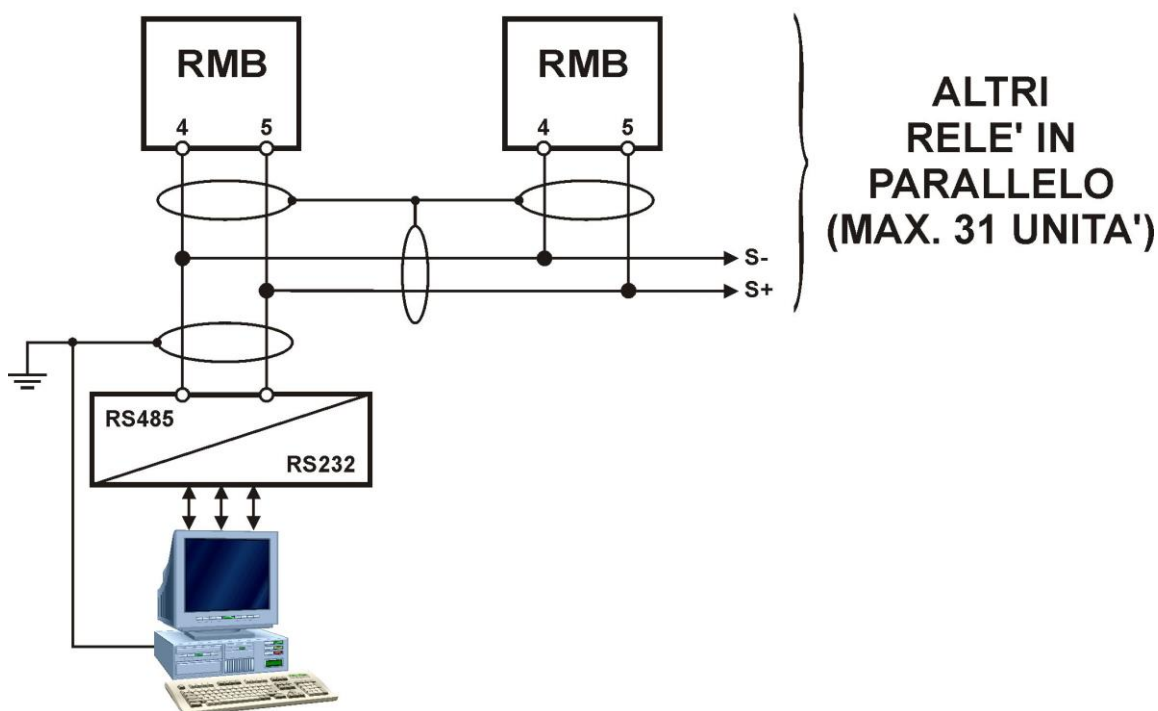 RMB
4 5
RMB
4 5
ALTRI
RELE' IN
PARALLELO
(MAX. 31 UNITA')
S-
S+
RS485
RS232